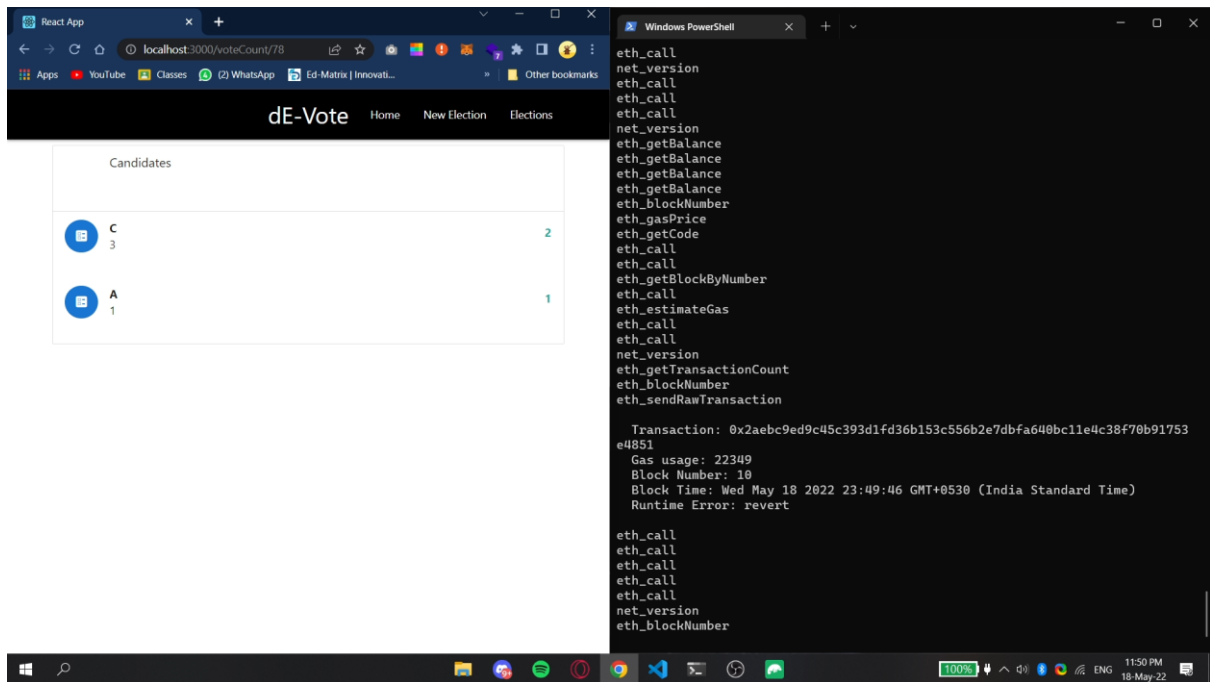 React App
localhost:3000/voteCount/78
7
Apps YouTube Classes (2) WhatsApp Ed-Matrix | Innovati... » Other bookmarks
dE-Vote Home New Election Elections
Candidates
C
3
2
A
1
1
Windows PowerShell
eth_call
net_version
eth_call
eth_call
eth_call
net_version
eth_getBalance
eth_getBalance
eth_getBalance
eth_getBalance
eth_blockNumber
eth_gasPrice
eth_getCode
eth_call
eth_call
eth_getBlockByNumber
eth_call
eth_estimateGas
eth_call
eth_call
net_version
eth_getTransactionCount
eth_blockNumber
eth_sendRawTransaction
Transaction: 0x2aebc9ed9c45c393d1fd36b153c556b2e7dbfa640bc11e4c38f70b91753
e4851
Gas usage: 22349
Block Number: 10
Block Time: Wed May 18 2022 23:49:46 GMT+0530 (India Standard Time)
Runtime Error: revert
eth_call
eth_call
eth_call
eth_call
eth_call
net_version
eth_blockNumber
100% ENG 11:50 PM
18-May-22